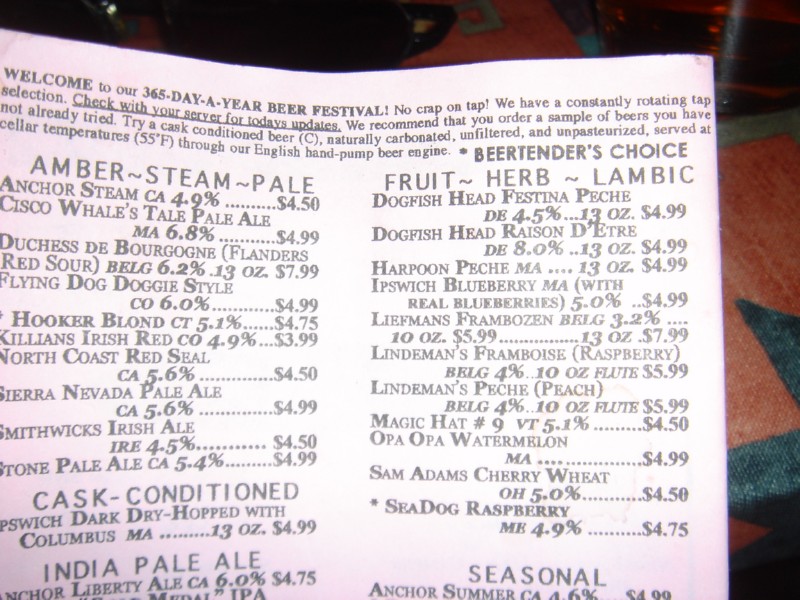 WELCOME to our 365-DAY-A-YEAR BEER FESTIVAL! No crap on tap! We have a constantly rotating tap
selection. Check with your server for todays updates. We recommend that you order a sample of beers you have
not already tried. Try a cask conditioned beer (C), naturally carbonated, unfiltered, and unpasteurized, served at
cellar temperatures (55°F) through our English hand-pump beer engine. * BEERTENDER'S CHOICE
AMBER~STEAM~PALE
ANCHOR STEAM CA 4.9% ..........$4.50
CISCO WHALE'S TALE PALE ALE
MA 6.8% ..............$4.99
DUCHESS DE BOURGOGNE (FLANDERS
RED SOUR) BELG 6.2% .13 OZ. $7.99
FLYING DOG DOGGIE STYLE
CO 6.0%..............$4.99
* HOOKER BLOND CT 5.1%......$4.75
KILLIANS IRISH RED CO 4.9%...$3.99
NORTH COAST RED SEAL
CA 5.6% ................$4.50
SIERRA NEVADA PALE ALE
CA 5.6% ................$4.99
SMITHWICKS IRISH ALE
IRE 4.5%............ $4.50
STONE PALE ALE CA 5.4%.........$4.99
CASK-CONDITIONED
IPSWICH DARK DRY-HOPPED WITH
COLUMBUS MA ..........13 OZ. $4.99
INDIA PALE ALE
ANCHOR LIBERTY ALE CA 6.0% $4.75
MEDAL" IPA
FRUIT~ HERB ~ LAMBIC
DOGFISH HEAD FESTINA PECHE
DE 4.5%...13 OZ. $4.99
DOGFISH HEAD RAISON D'ETRE
DE 8.0% ..13 OZ. $4.99
HARPOON PECHE MA .... 13 OZ. $4.99
IPSWICH BLUEBERRY MA (WITH
REAL BLUEBERRIES) 5.0% ..$4.99
LIEFMANS FRAMBOZEN BELG 3.2% ....
10 OZ. $5.99................13 OZ .$7.99
LINDEMAN'S FRAMBOISE (RASPBERRY)
BELG 4%..10 OZ FLUTE $5.99
LINDEMAN'S PECHE (PEACH)
BELG 4%..10 OZ FLUTE $5.99
MAGIC HAT # 9 VT 5.1% ..........$4.50
OPA OPA WATERMELON
MA .....................$4.99
SAM ADAMS CHERRY WHEAT
OH 5.0%............$4.50
* SEADOG RASPBERRY
ME 4.9% ...........$4.75
SEASONAL
ANCHOR SUMMER CA 4.6%....$4.99